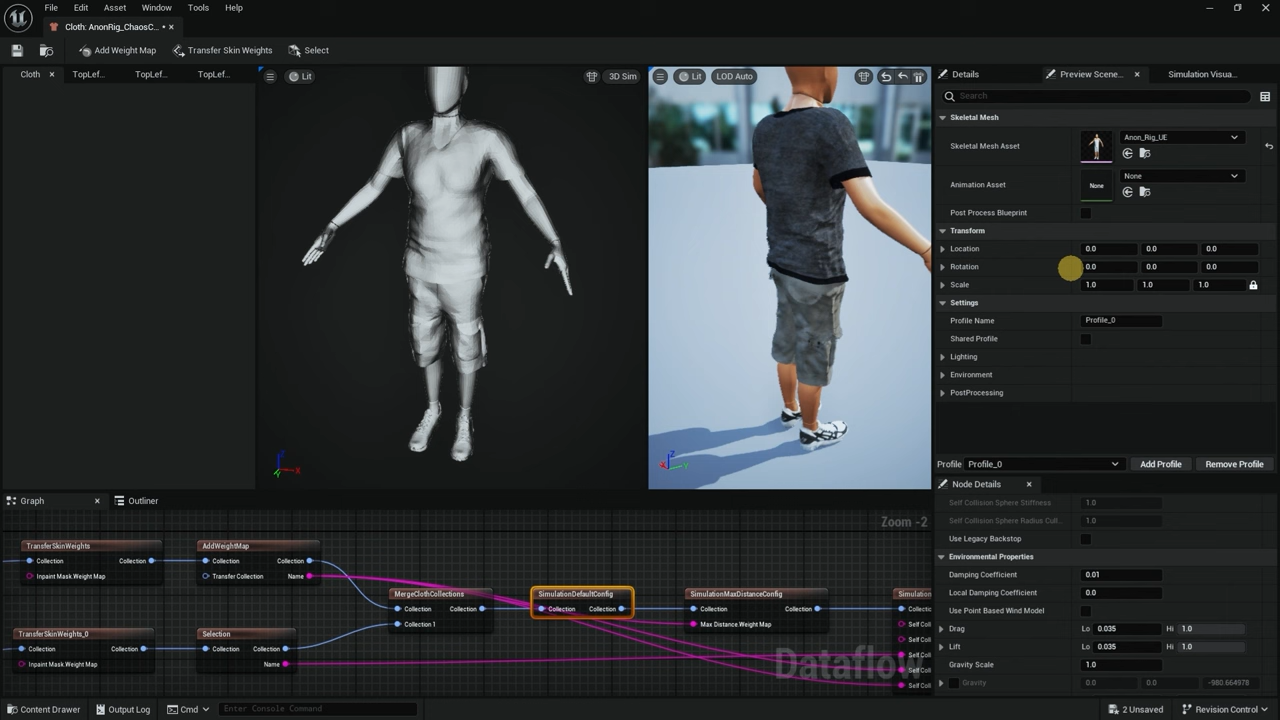 File Edit Asset Window Tools Help
Cloth: AnonRig_ChaosC... •
Add Weight Map Transfer Skin Weights Select
Cloth TopLef... TopLef... TopLef...
Lit 3D Sim
Lit LOD Auto
Details Preview Scene... Simulation Visua...
Search
Skeletal Mesh
Skeletal Mesh Asset Anon_Rig_UE
Animation Asset None None
Post Process Blueprint
Transform
Location 0.0 0.0 0.0
Rotation 0.0 0.0 0.0
Scale 1.0 1.0 1.0
Settings
Profile Name Profile_0
Shared Profile
Lighting
Environment
PostProcessing
Profile Profile_0 Add Profile Remove Profile
Z X Y
Z X Y
Graph Outliner
Zoom -2
TransferSkinWeights
Collection Collection
Inpaint Mask Weight Map
AddWeightMap
Collection Collection
Transfer Collection Name
MergeClothCollections
Collection Collection
Collection 1
SimulationDefaultConfig
Collection Collection
SimulationMaxDistanceConfig
Collection Collection
Max Distance Weight Map
Simulation
Collection
Self Coll
Self Coll
Self Coll
Self Coll
Self Coll
TransferSkinWeights_0
Collection Collection
Inpaint Mask Weight Map
Selection
Collection Collection
Name
Dataflow
Node Details
Self Collision Sphere Stiffness 1.0
Self Collision Sphere Radius Cull... 1.0
Use Legacy Backstop
Environmental Properties
Damping Coefficient 0.01
Local Damping Coefficient 0.0
Use Point Based Wind Model
Drag Lo 0.035 Hi 1.0
Lift Lo 0.035 Hi 1.0
Gravity Scale 1.0
Gravity 0.0 0.0 -980.664978
Content Drawer Output Log Cmd Enter Console Command 2 Unsaved Revision Control